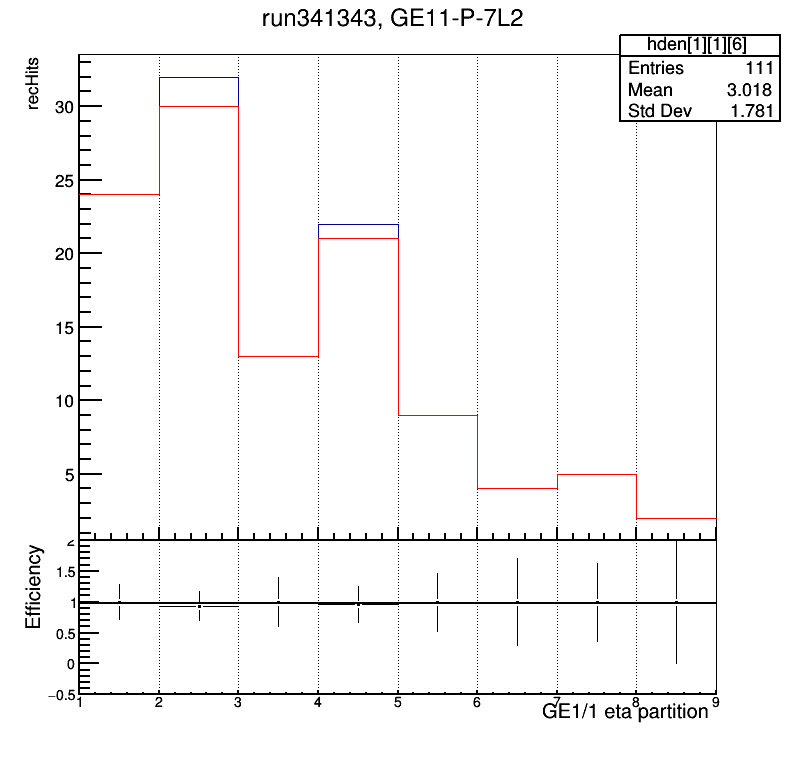 run341343, GE11-P-7L2
hden[1][1][6]
Entries 111
Mean 3.018
Std Dev 1.781
recHits
30
25
20
15
10
5
Efficiency
2
1.5
1
0.5
0
−0.5
1 2 3 4 5 6 7 8 9
GE1/1 eta partition